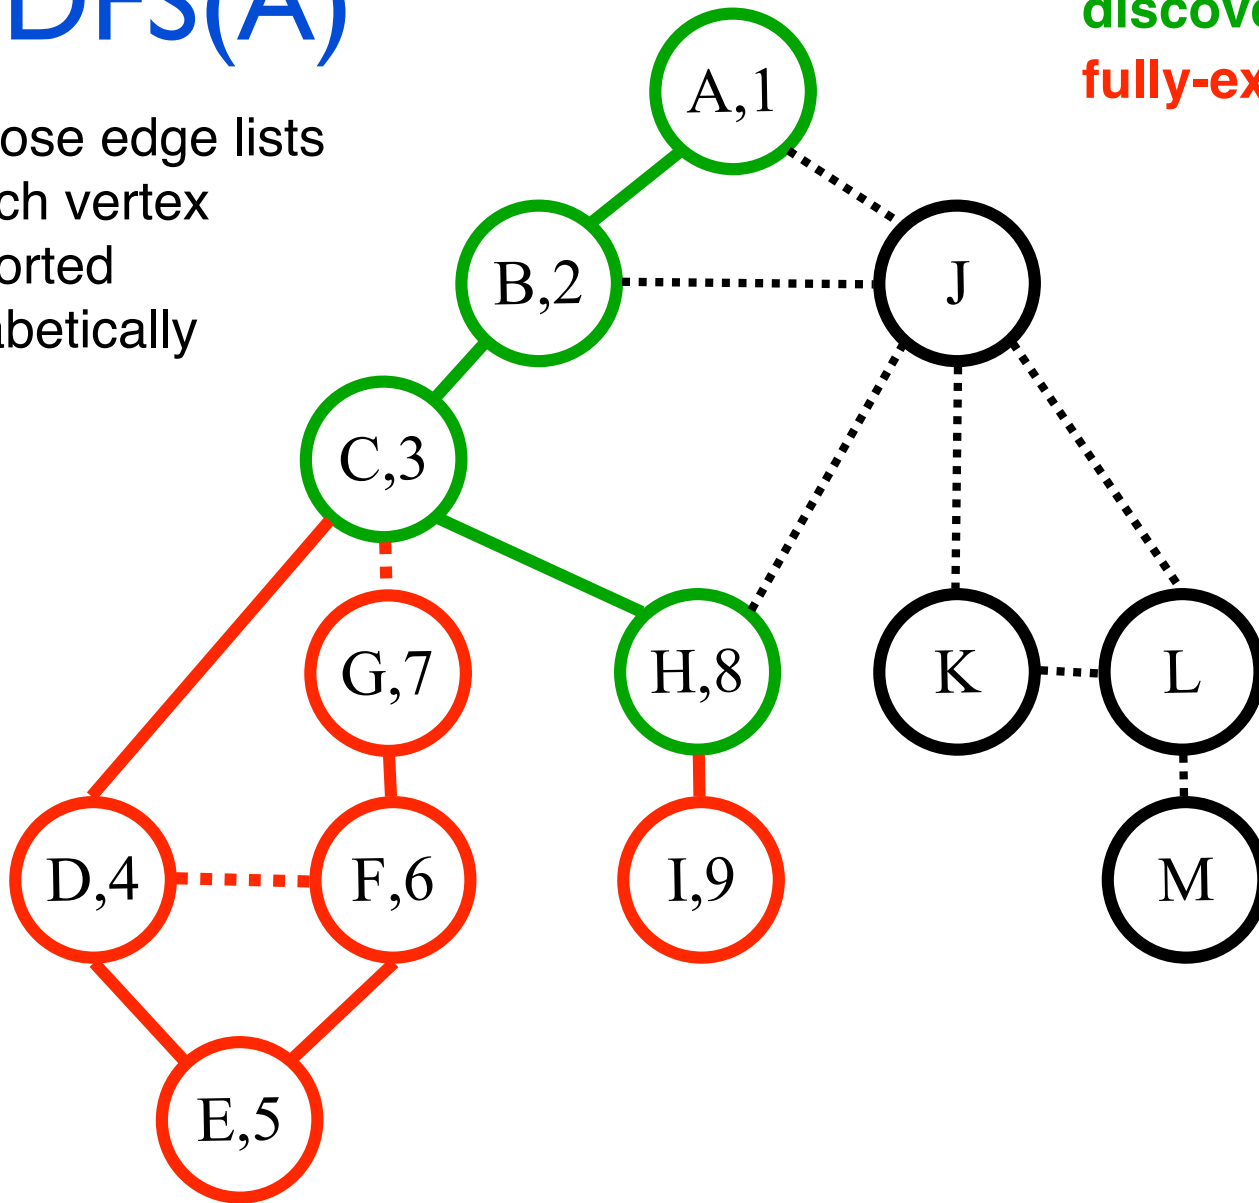 DFS(A)
discove
fully-ex
ose edge lists
ch vertex
orted
abetically
A,1
B,2
J
C,3
G,7
H,8
K
L
D,4
F,6
I,9
M
E,5